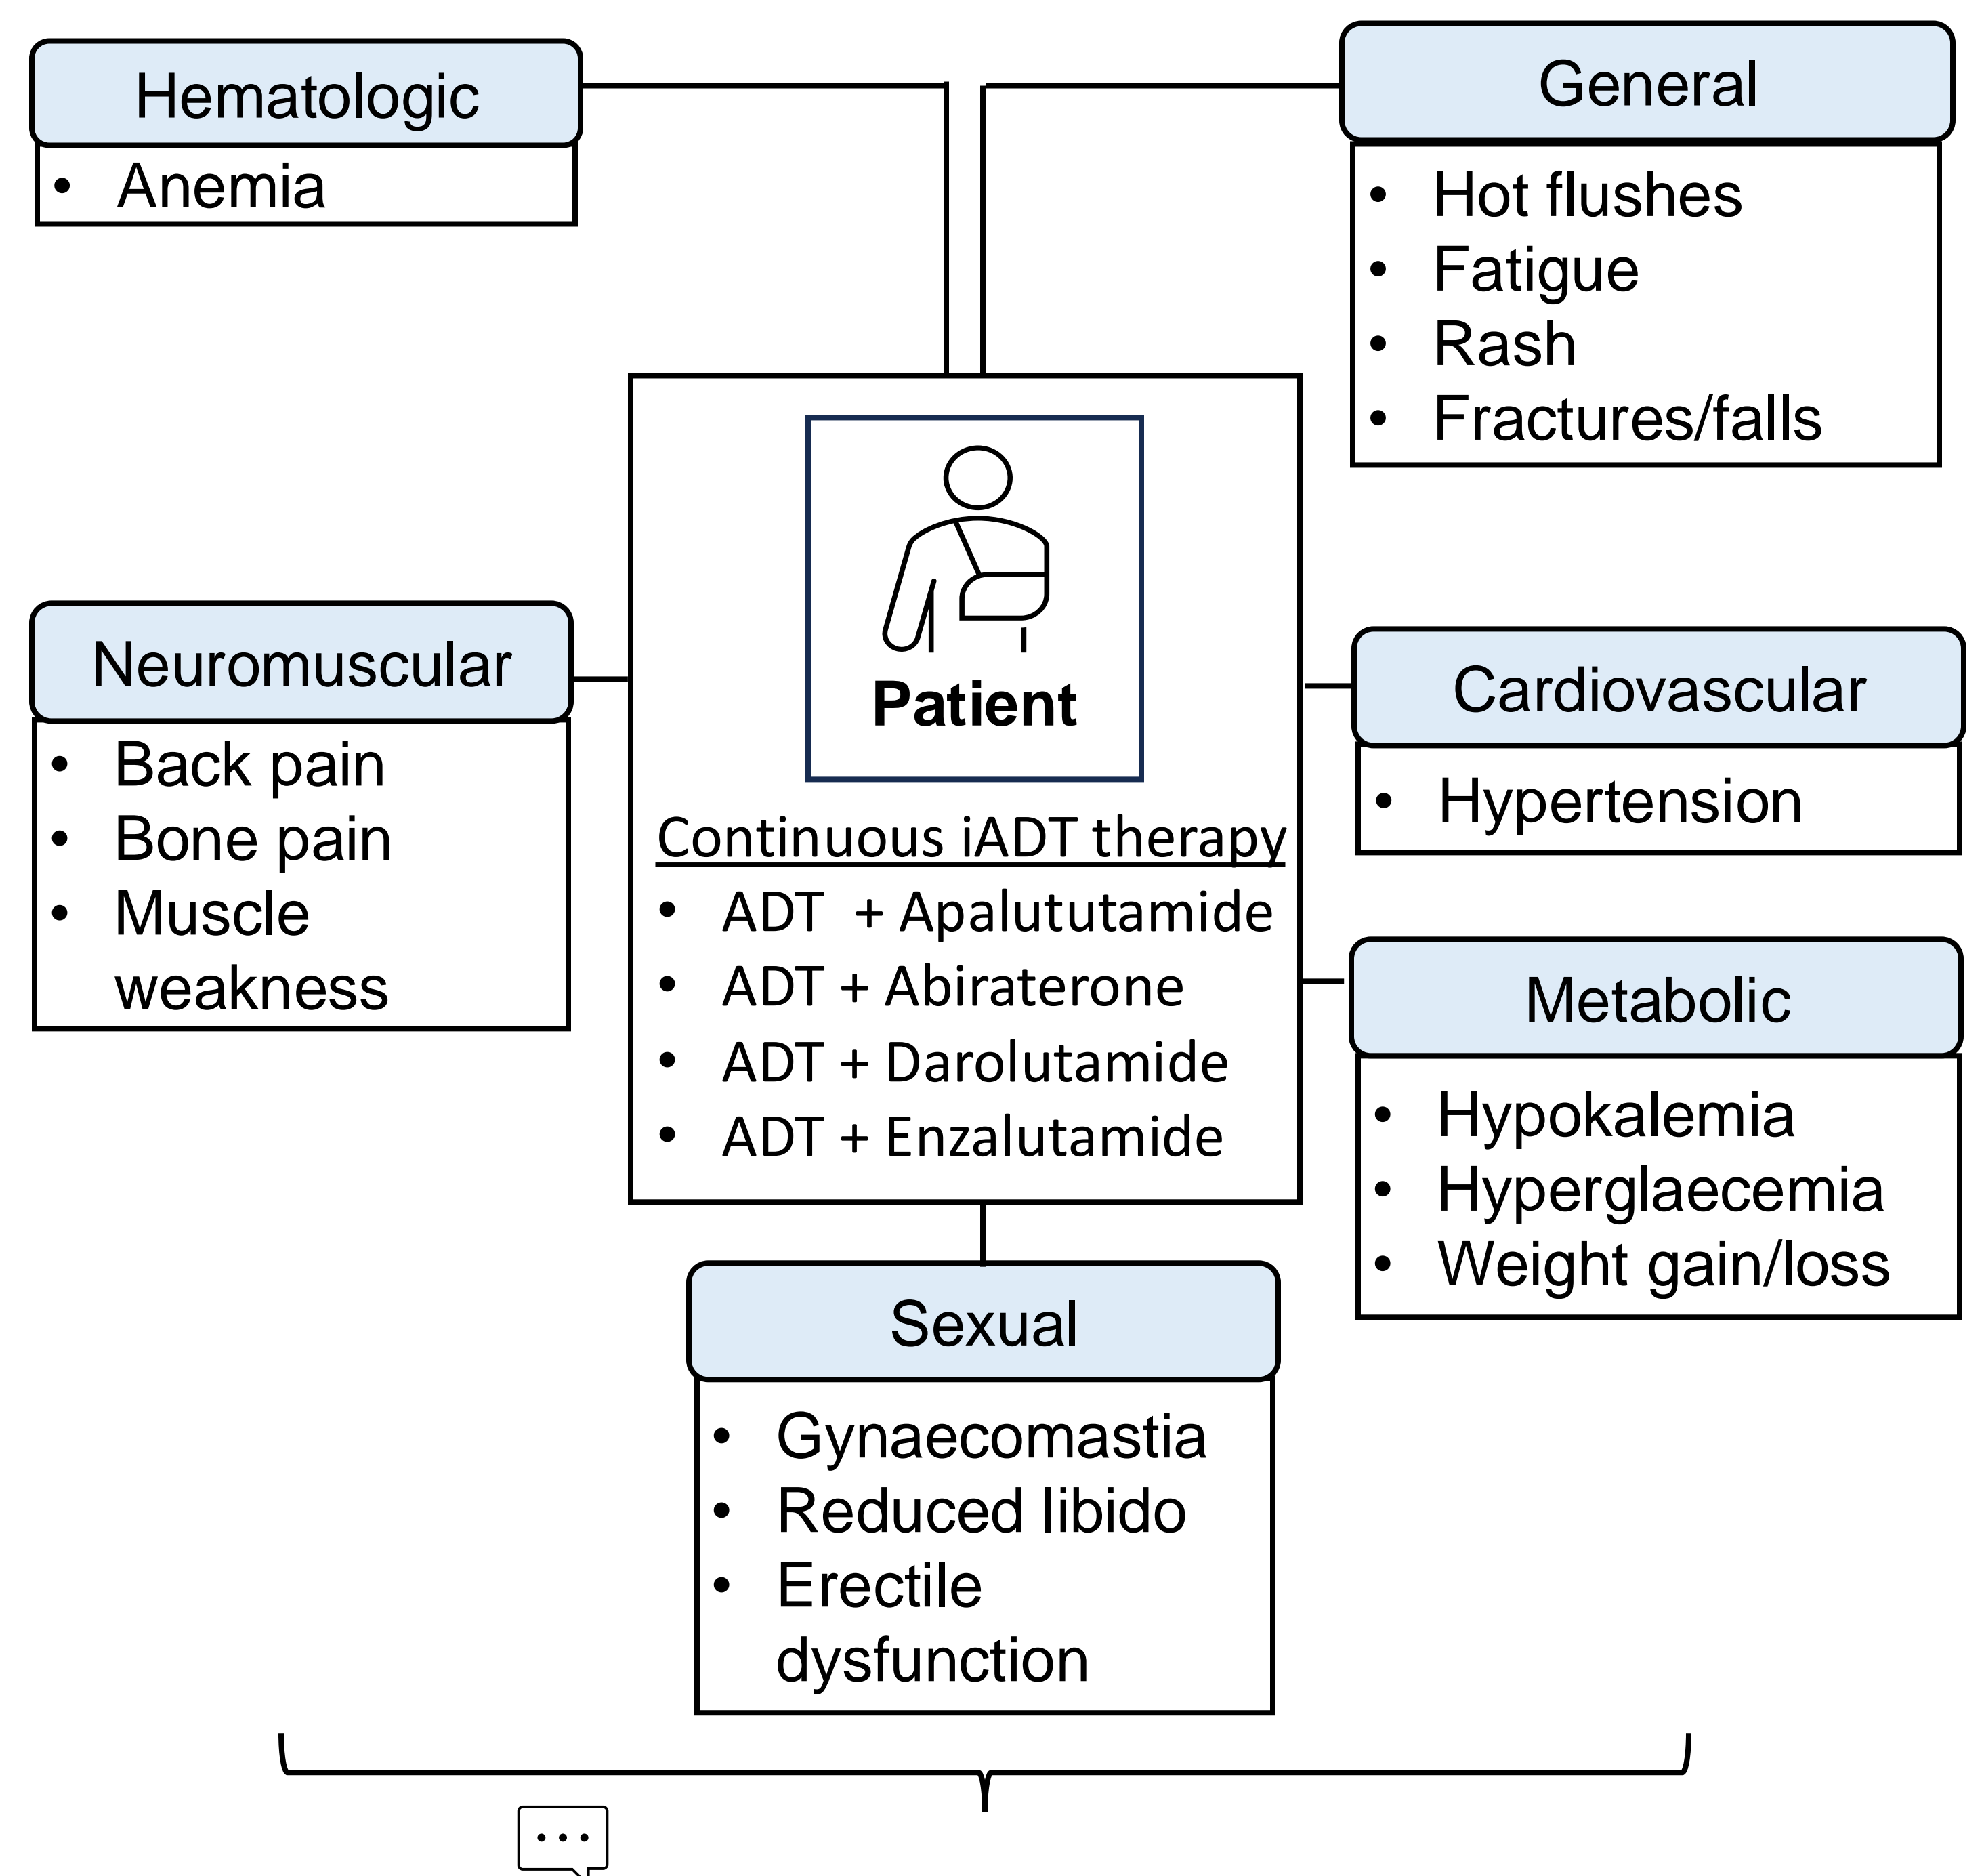 Hematologic
• Anemia
General
• Hot flushes
• Fatigue
• Rash
• Fractures/falls
Neuromuscular
• Back pain
• Bone pain
• Muscle
weakness
Patient
Continuous iADT therapy
• ADT + Apalututamide
• ADT + Abiraterone
• ADT + Darolutamide
• ADT + Enzalutamide
Cardiovascular
• Hypertension
Metabolic
• Hypokalemia
• Hyperglaecemia
• Weight gain/loss
Sexual
• Gynaecomastia
• Reduced libido
• Erectile
dysfunction